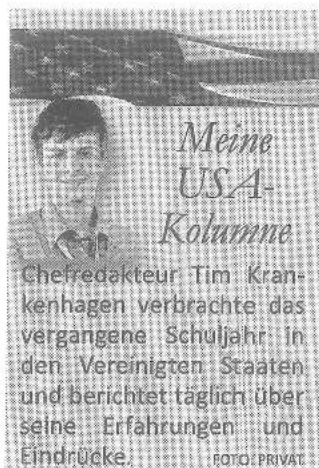 Meine
USA-
Kolumne
Chefredakteur Tim Kran-
kenhagen verbrachte das
vergangene Schuljahr in
den Vereinigten Staaten
und berichtet täglich über
seine Erfahrungen und
Eindrücke. FOTO: PRIVAT